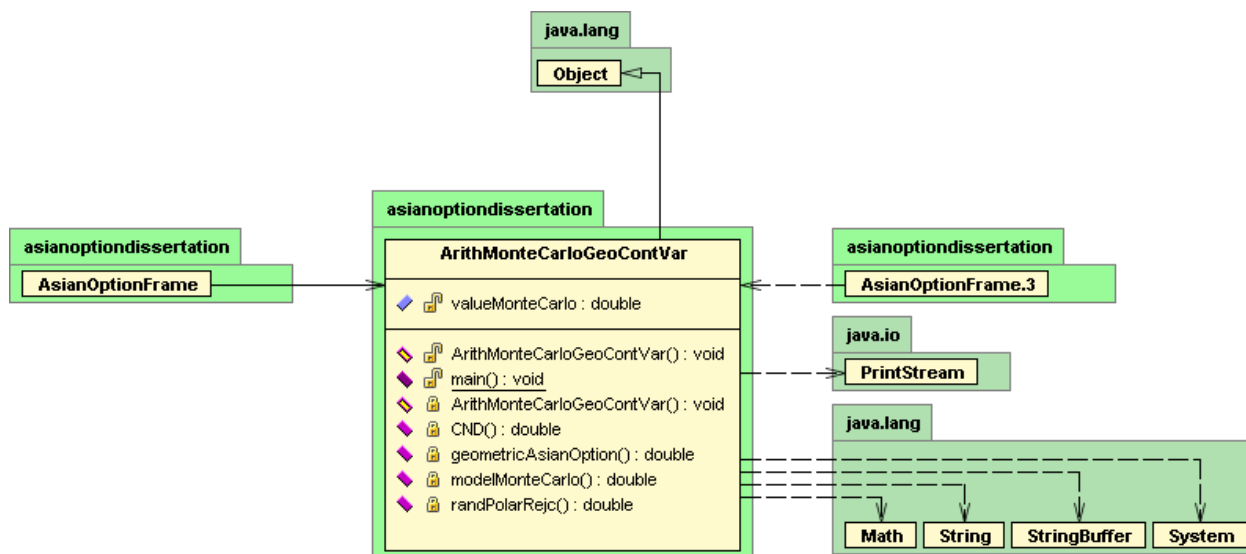 java.lang
Object
asianoptiondissertation
AsianOptionFrame
asianoptiondissertation
ArithMonteCarloGeoContVar
valueMonteCarlo : double
ArithMonteCarloGeoContVar() : void
main() : void
ArithMonteCarloGeoContVar() : void
CND() : double
geometricAsianOption() : double
modelMonteCarlo() : double
randPolarRejc() : double
asianoptiondissertation
AsianOptionFrame.3
java.io
PrintStream
java.lang
Math String StringBuffer System